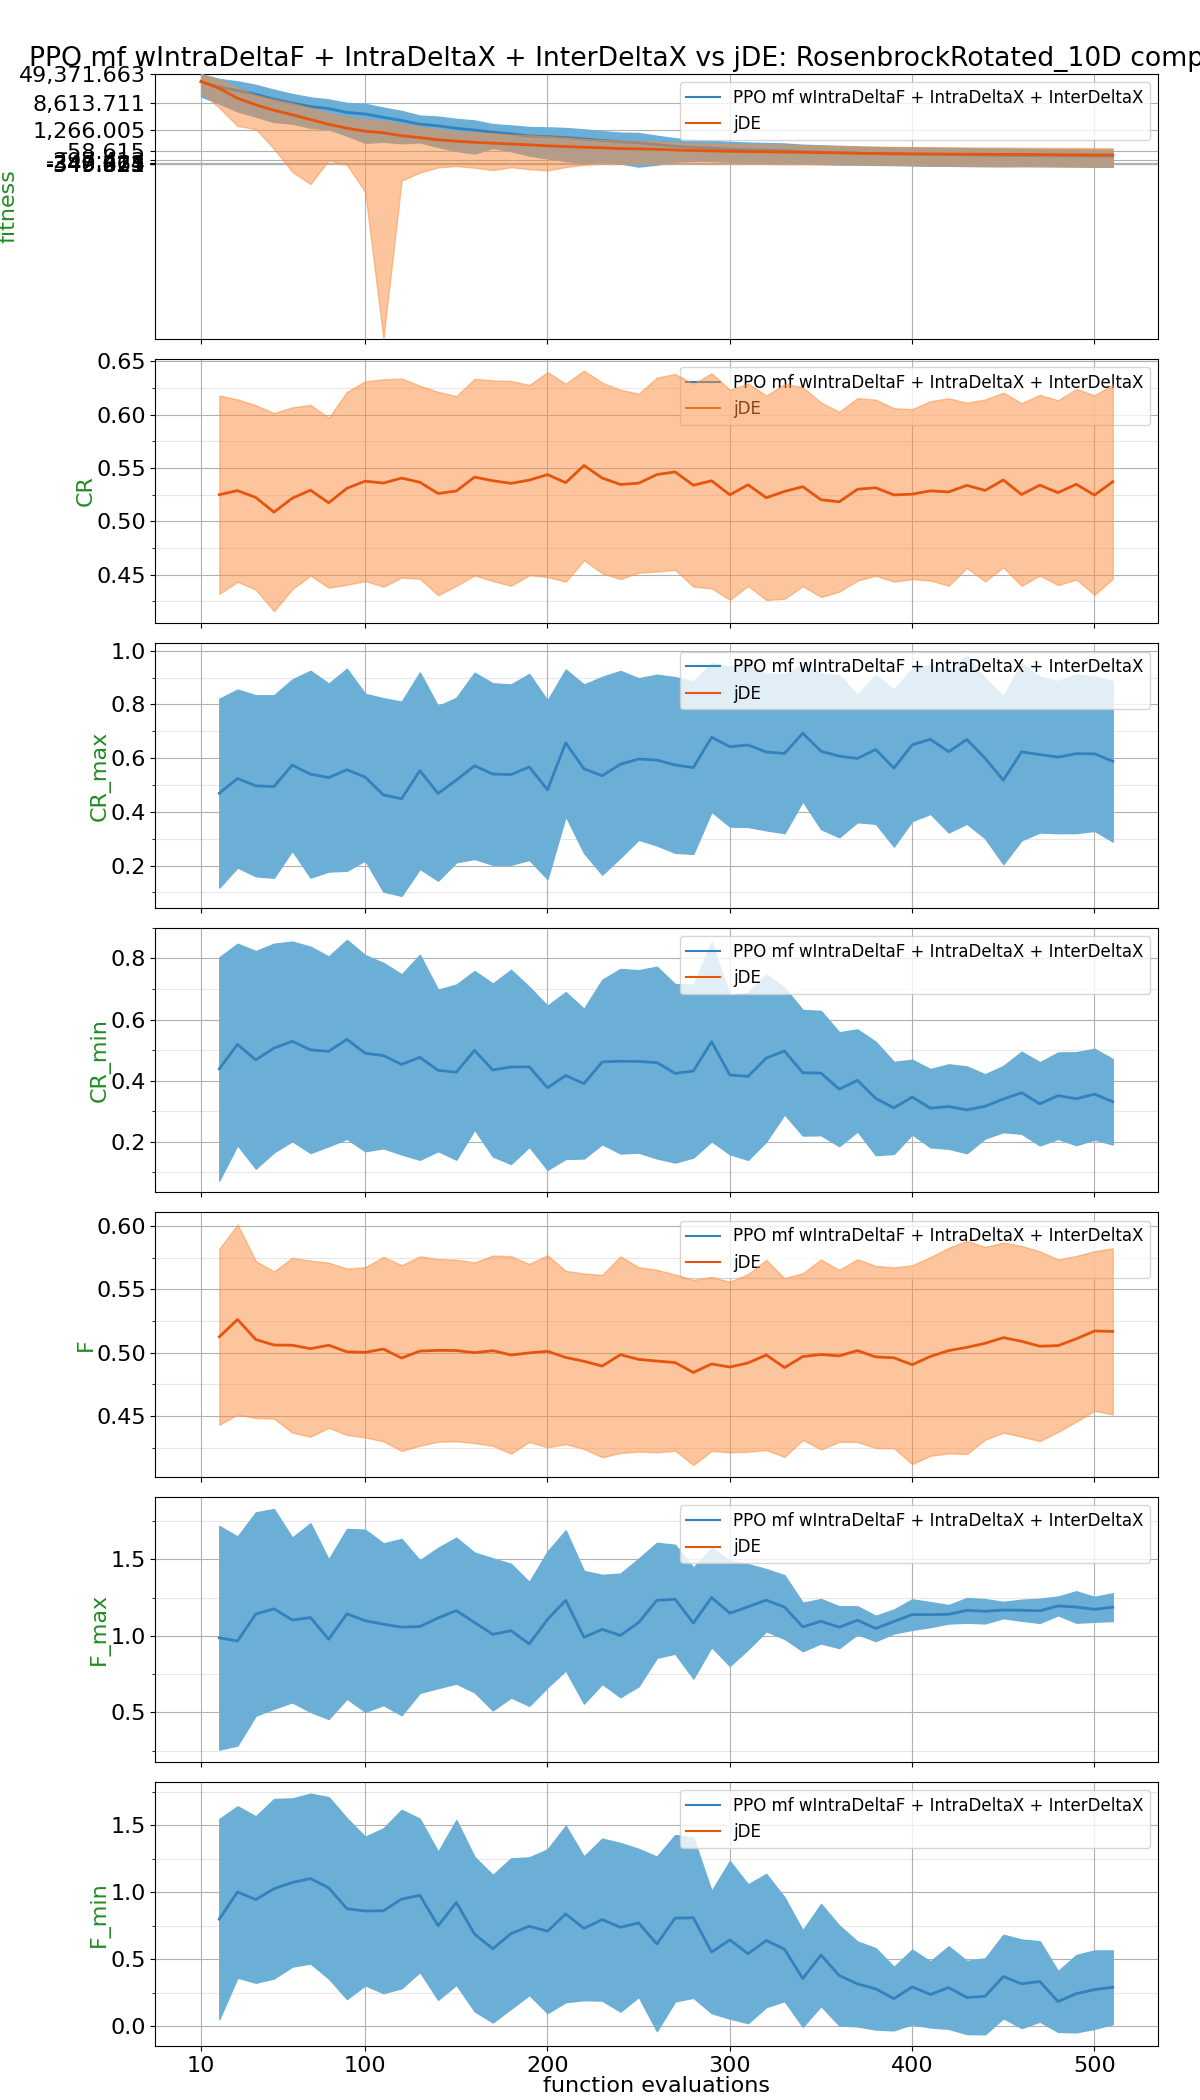 PPO mf wIntraDeltaF + IntraDeltaX + InterDeltaX vs jDE: RosenbrockRotated_10D comp
49,371.663
8,613.711
1,266.005
58.615
fitness
PPO mf wIntraDeltaF + IntraDeltaX + InterDeltaX
jDE
0.65
0.60
0.55
0.50
0.45
CR
PPO mf wIntraDeltaF + IntraDeltaX + InterDeltaX
jDE
1.0
0.8
0.6
0.4
0.2
CR_max
PPO mf wIntraDeltaF + IntraDeltaX + InterDeltaX
jDE
0.8
0.6
0.4
0.2
CR_min
PPO mf wIntraDeltaF + IntraDeltaX + InterDeltaX
jDE
0.60
0.55
0.50
0.45
F
PPO mf wIntraDeltaF + IntraDeltaX + InterDeltaX
jDE
1.5
1.0
0.5
F_max
PPO mf wIntraDeltaF + IntraDeltaX + InterDeltaX
jDE
1.5
1.0
0.5
0.0
F_min
PPO mf wIntraDeltaF + IntraDeltaX + InterDeltaX
jDE
10 100 200 300 400 500
function evaluations